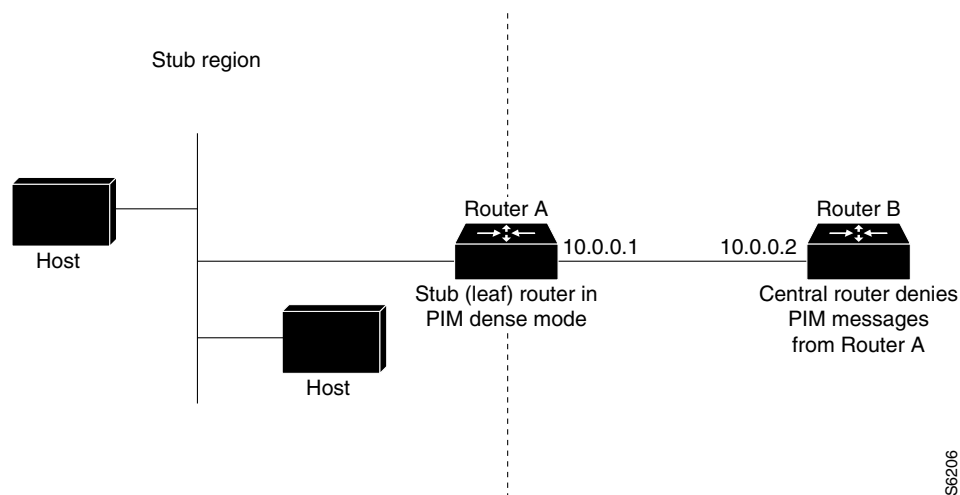 Stub region
Host
Host
Router A
10.0.0.1
Stub (leaf) router in
PIM dense mode
10.0.0.2
Router B
Central router denies
PIM messages
from Router A
S6206